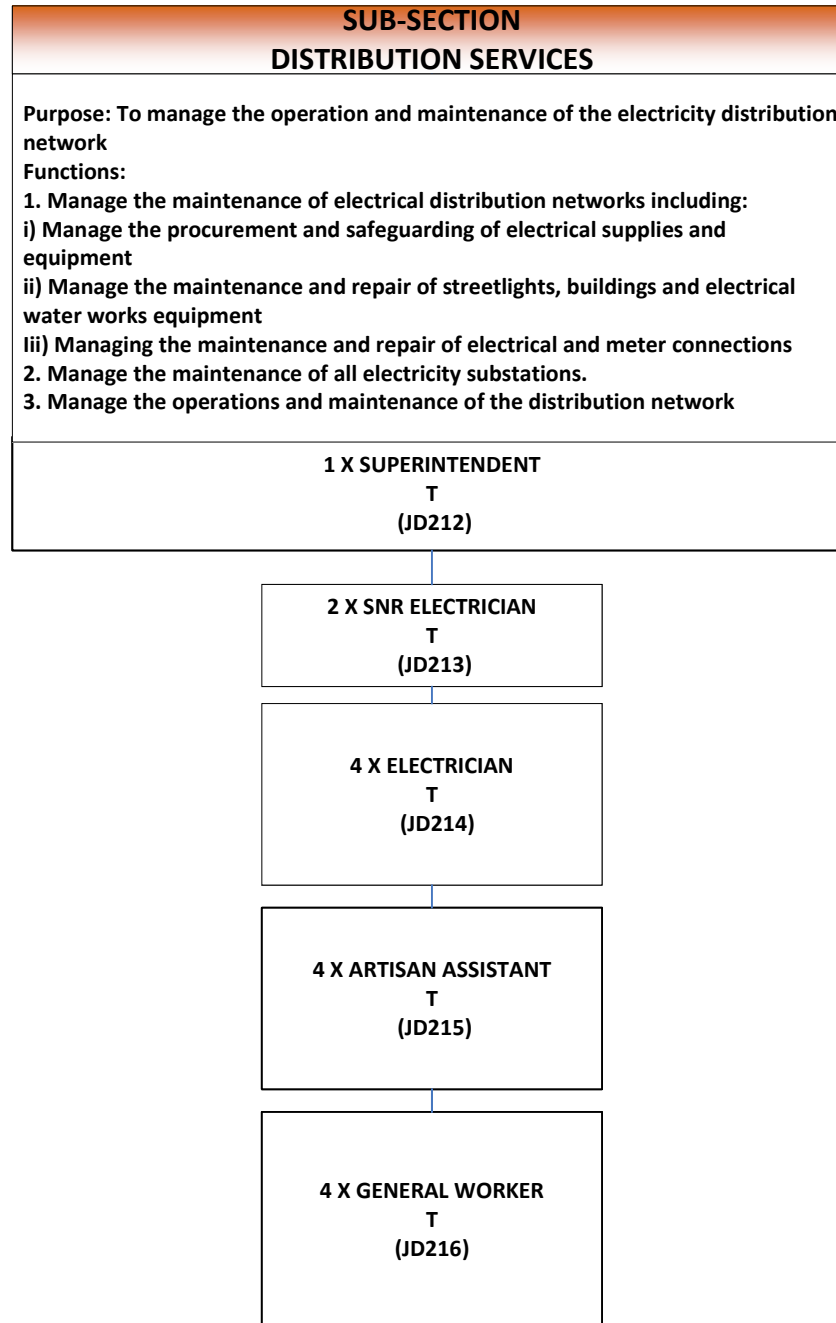 SUB-SECTION
DISTRIBUTION SERVICES
Purpose: To manage the operation and maintenance of the electricity distribution
network
Functions:
1. Manage the maintenance of electrical distribution networks including:
i) Manage the procurement and safeguarding of electrical supplies and
equipment
ii) Manage the maintenance and repair of streetlights, buildings and electrical
water works equipment
Iii) Managing the maintenance and repair of electrical and meter connections
2. Manage the maintenance of all electricity substations.
3. Manage the operations and maintenance of the distribution network
1 X SUPERINTENDENT
T
(JD212)
2 X SNR ELECTRICIAN
T
(JD213)
4 X ELECTRICIAN
T
(JD214)
4 X ARTISAN ASSISTANT
T
(JD215)
4 X GENERAL WORKER
T
(JD216)